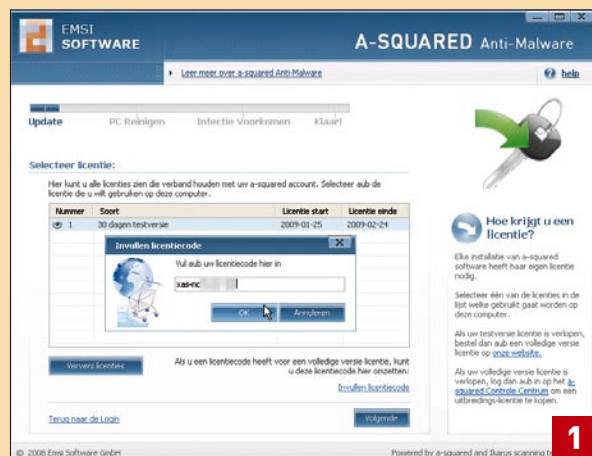 EMSI
SOFTWARE
A-SQUARED Anti-Malware
Leer meer over a-squared Anti-Malware
help
Update PC Reinigen Infectie Voorkomen Klaar!
Selecteer licentie:
Hier kunt u alle licenties zien die verband houden met uw a-squared account. Selecteer aub de
licentie die u wilt gebruiken op deze computer.
Nummer Soort Licentie start Licentie einde
1 30 dagen testversie 2009-01-25 2009-02-24
Invullen licentiecode
Vul aub uw licentiecode hier in
xas-nc
OK Annuleren
Ververs licenties
Als u een licentiecode heeft voor een volledige versie licentie, kunt
u deze licentiecode hier omzetten:
Invullen licentiecode
Terug naar de Login
Volgende
Hoe krijgt u een
licentie?
Elke installatie van a-squared
software heeft haar eigen licentie
nodig.
Selecteer één van de licenties in de
lijst welke gebruikt gaat worden op
deze computer.
Als uw testversie licentie is verlopen,
bestel dan aub een volledige versie
licentie op onze website.
Als uw volledige versie licentie is
verlopen, log dan aub in op het a-
squared Controle Centrum om een
uitbreidings-licentie te kopen.
© 2008 Emsi Software GmbH
Powered by a-squared and Ikarus scanning
1